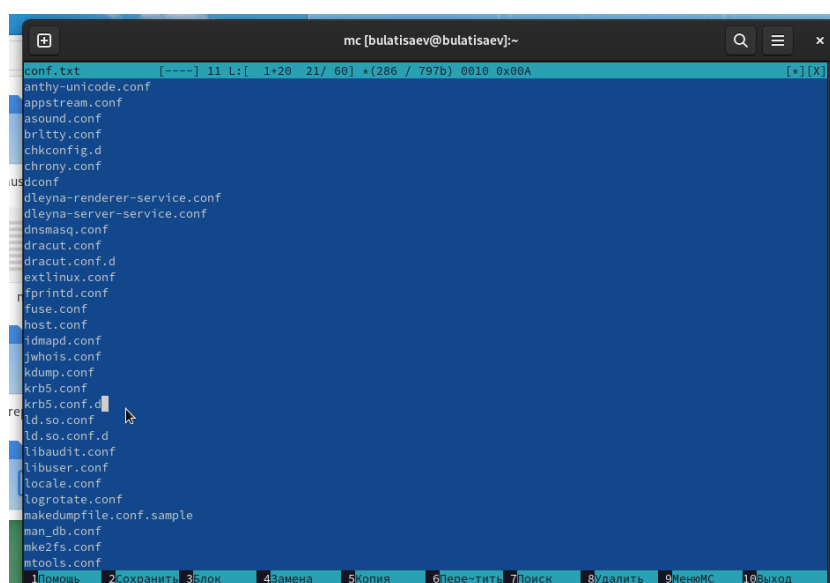 mc [bulatisaev@bulatisaev]:~
conf.txt [----] 11 L:[ 1+20 21/ 60] *(286 / 797b) 0010 0x00A [*][X]
anthy-unicode.conf
appstream.conf
asound.conf
brltty.conf
chkconfig.d
chrony.conf
dconf
dleyna-renderer-service.conf
dleyna-server-service.conf
dnsmasq.conf
dracut.conf
dracut.conf.d
extlinux.conf
fprintd.conf
fuse.conf
host.conf
idmapd.conf
jwhois.conf
kdump.conf
krb5.conf
krb5.conf.d
ld.so.conf
ld.so.conf.d
libaudit.conf
libuser.conf
locale.conf
logrotate.conf
makedumpfile.conf.sample
man_db.conf
mke2fs.conf
mtools.conf
1Помощь 2Сохранить 3Блок 4Замена 5Копия 6Пере~тить 7Поиск 8Удалить 9МенюMC 10Выход